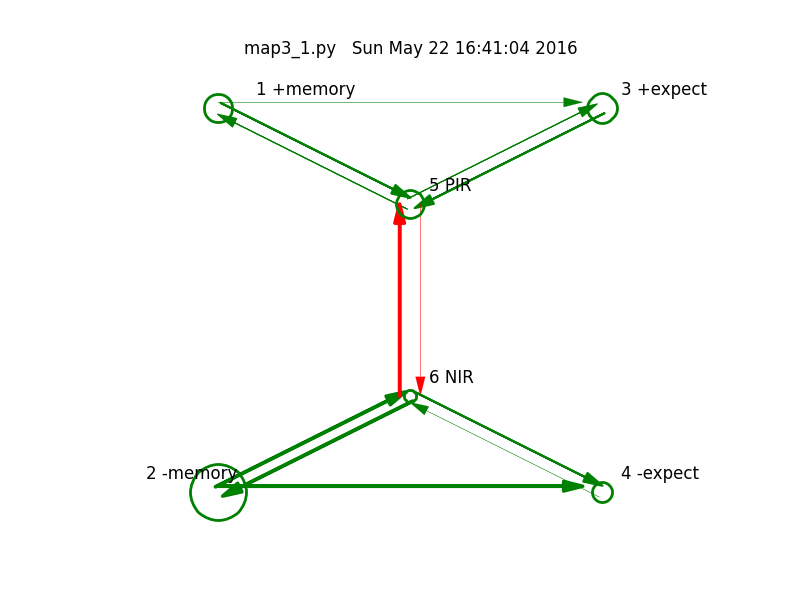 map3_1.py   Sun May 22 16:41:04 2016
1 +memory
3 +expect
5 PIR
6 NIR
2 -memory
4 -expect